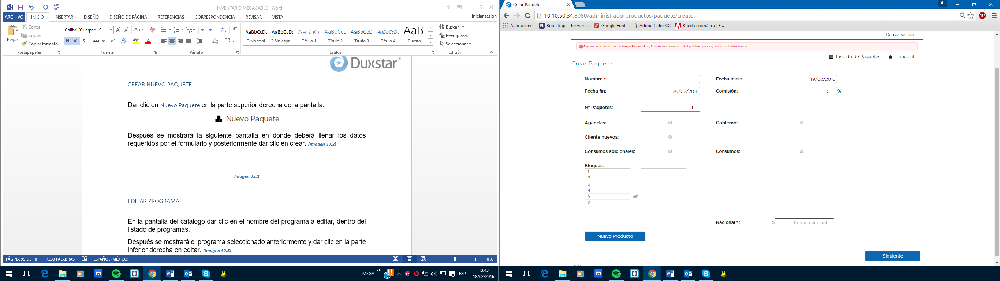 INVENTARIO MEGACABLE - Word
ARCHIVO INICIO INSERTAR DISEÑO DISEÑO DE PÁGINA REFERENCIAS CORRESPONDENCIA REVISAR VISTA
Iniciar sesión
Pegar
Cortar
Copiar
Copiar formato
Portapapeles
Calibri (Cuerpo 9
Fuente
Párrafo
AaBbCcDc AaBbCcDc AaBbC AaBbCcC AaBbCcD AaBbCcDc AaBI
¶ Normal ¶ Sin espa... Título 1 Título 2 Título 3 Título 4 Puesto
Estilos
Buscar
Reemplazar
Seleccionar
Edición
Duxstar®
CREAR NUEVO PAQUETE
Dar clic en Nuevo Paquete en la parte superior derecha de la pantalla.
Nuevo Paquete
Después se mostrará la siguiente pantalla en donde deberá llenar los datos
requeridos por el formulario y posteriormente dar clic en crear. (Imagen 33.2)
Imagen 33.2
EDITAR PROGRAMA
En la pantalla del catalogo dar clic en el nombre del programa a editar, dentro del
listado de programas.
Después se mostrará el programa seleccionado anteriormente y dar clic en la parte
inferior derecha en editar. (Imagen 32.3)
PÁGINA 99 DE 101 7283 PALABRAS ESPAÑOL (MÉXICO) 110 %
MEGA ESP 13:43
18/02/2016
Crear Paquete
10.10.50.34:8080/administradorproductos/paquete/create
Aplicaciones Bootstrap · The worl... Google Fonts Adobe Color CC Rueda cromática | E...
Cerrar sesión
Algunas características no se han podido inicializar, favor intentar de nuevo. Si el problema persiste, contactar al administrador.
Listado de Paquetes Principal
Crear Paquete
Nombre *: Fecha inicio: 19/02/2016
Fecha fin: 20/02/2016 Comisión: 0 %
Nº Paquetes: 1
Agencias: Gobierno:
Cliente nuevos:
Consumos adicionales: Consumos:
Bloques:
1
2
3
4
5
6
Nacional *: $ Precio nacional
Nuevo Producto
Siguiente